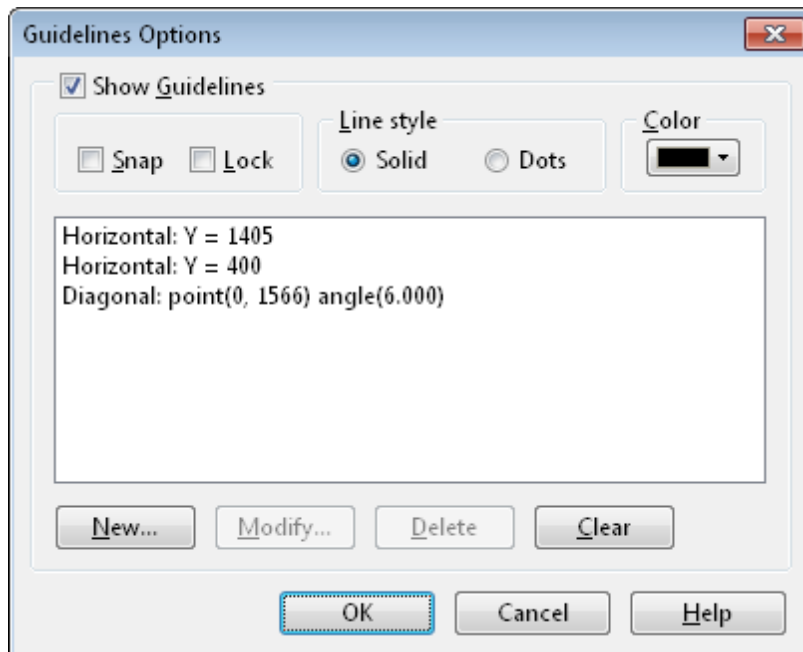 Guidelines Options
Show Guidelines
Snap Lock
Line style
Solid Dots
Color
Horizontal: Y = 1405
Horizontal: Y = 400
Diagonal: point(0, 1566) angle(6.000)
New... Modify... Delete Clear
OK Cancel Help